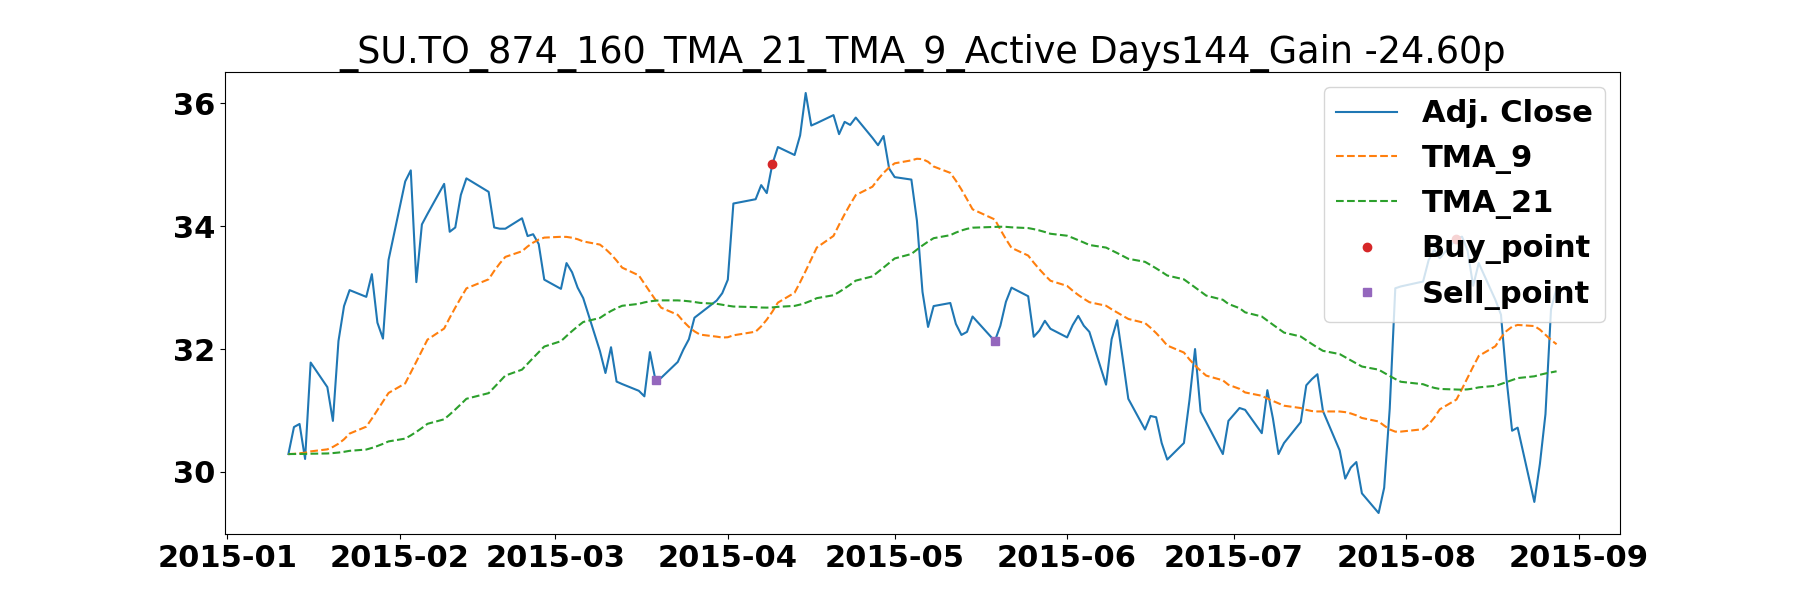 _SU.TO_874_160_TMA_21_TMA_9_Active Days144_Gain -24.60p
36
34
32
30
Adj. Close
TMA_9
TMA_21
Buy_point
Sell_point
2015-01 2015-02 2015-03 2015-04 2015-05 2015-06 2015-07 2015-08 2015-09